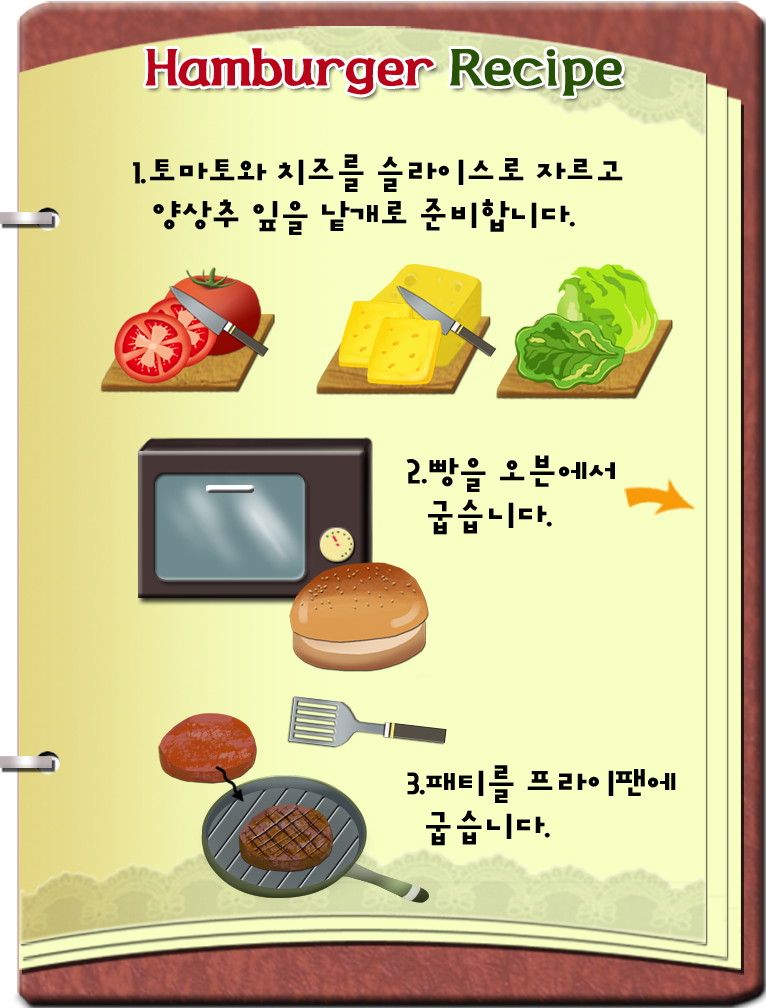 Hamburger Recipe
1.토마토와 치즈를 슬라이스로 자르고
양상추 잎을 낱개로 준비합니다.
2.빵을 오븐에서
굽습니다.
3.패티를 프라이팬에
굽습니다.